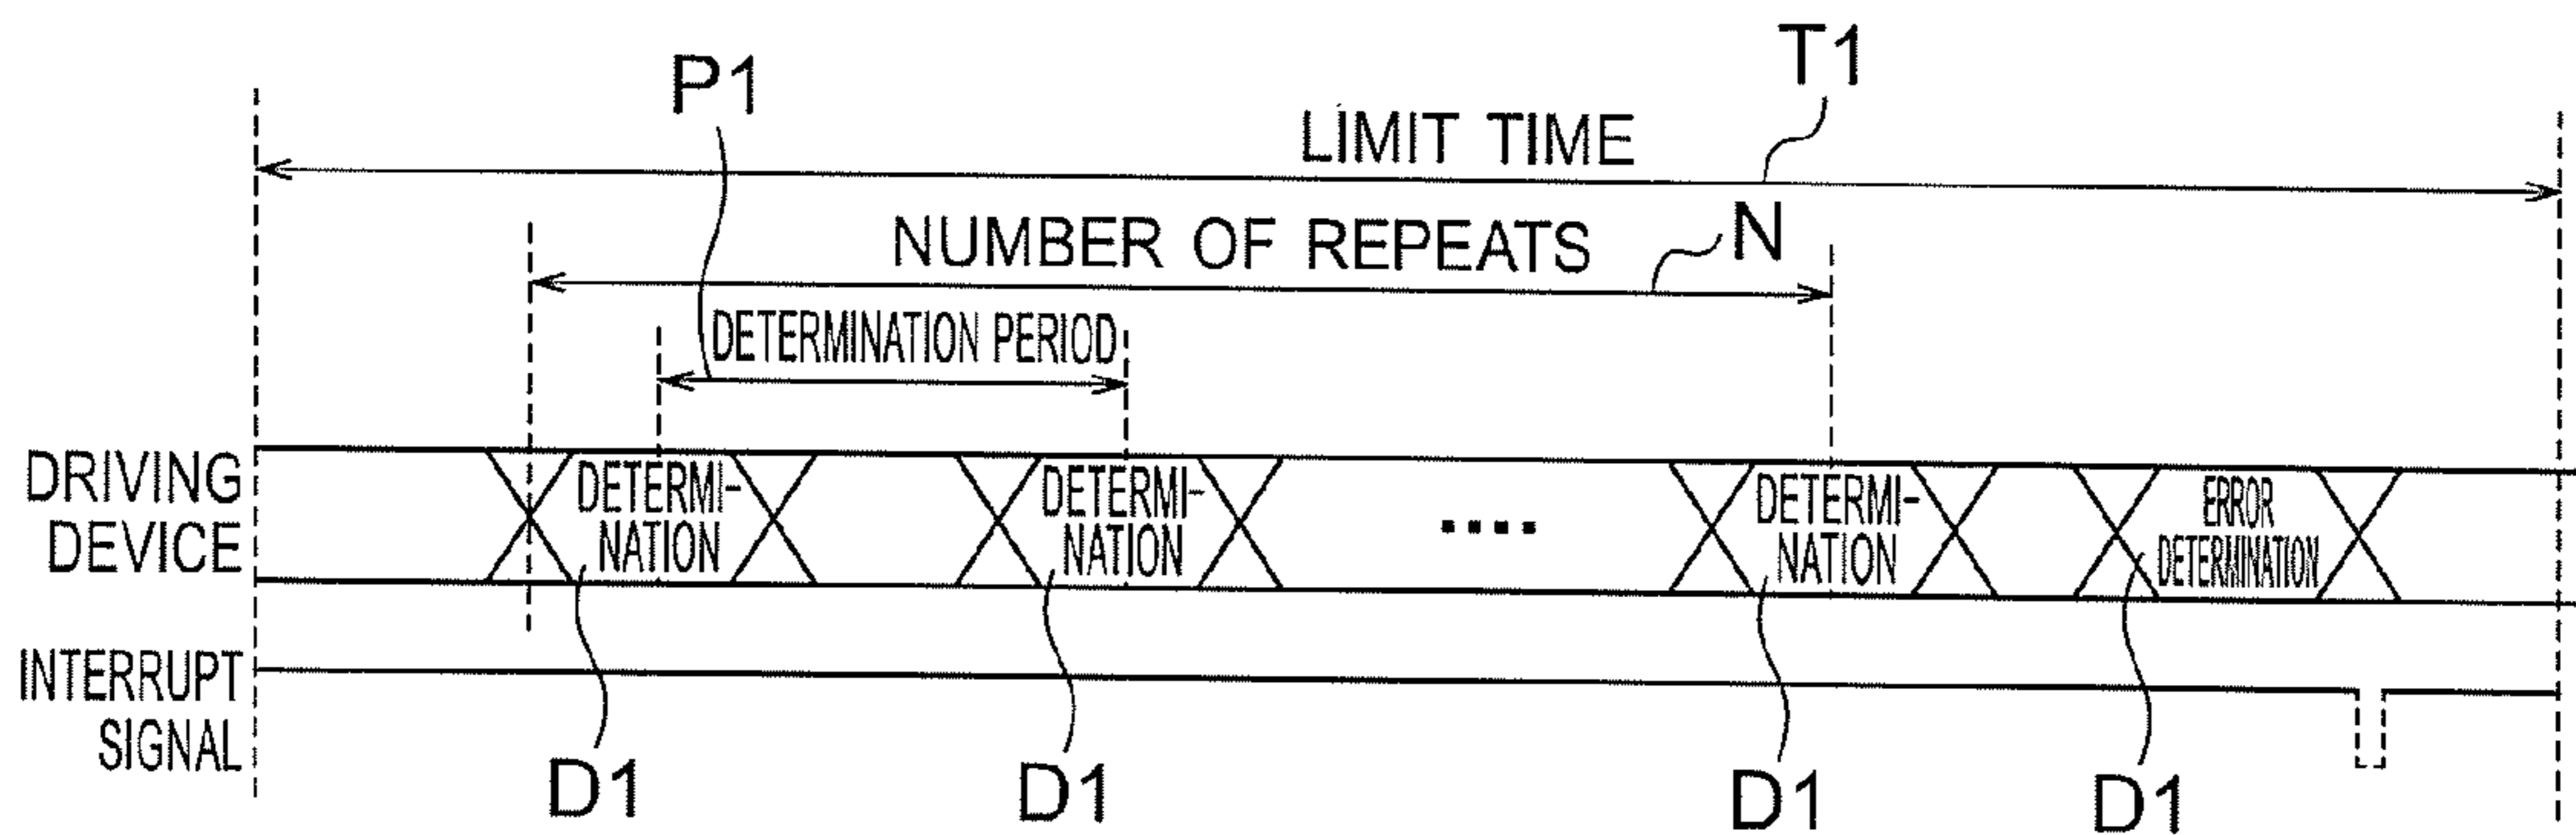 T1
P1
LIMIT TIME
NUMBER OF REPEATS
N
DETERMINATION PERIOD
DRIVING
DEVICE
DETERMI-
NATION
DETERMI-
NATION
....
DETERMI-
NATION
ERROR
DETERMINATION
INTERRUPT
SIGNAL
D1
D1
D1
D1